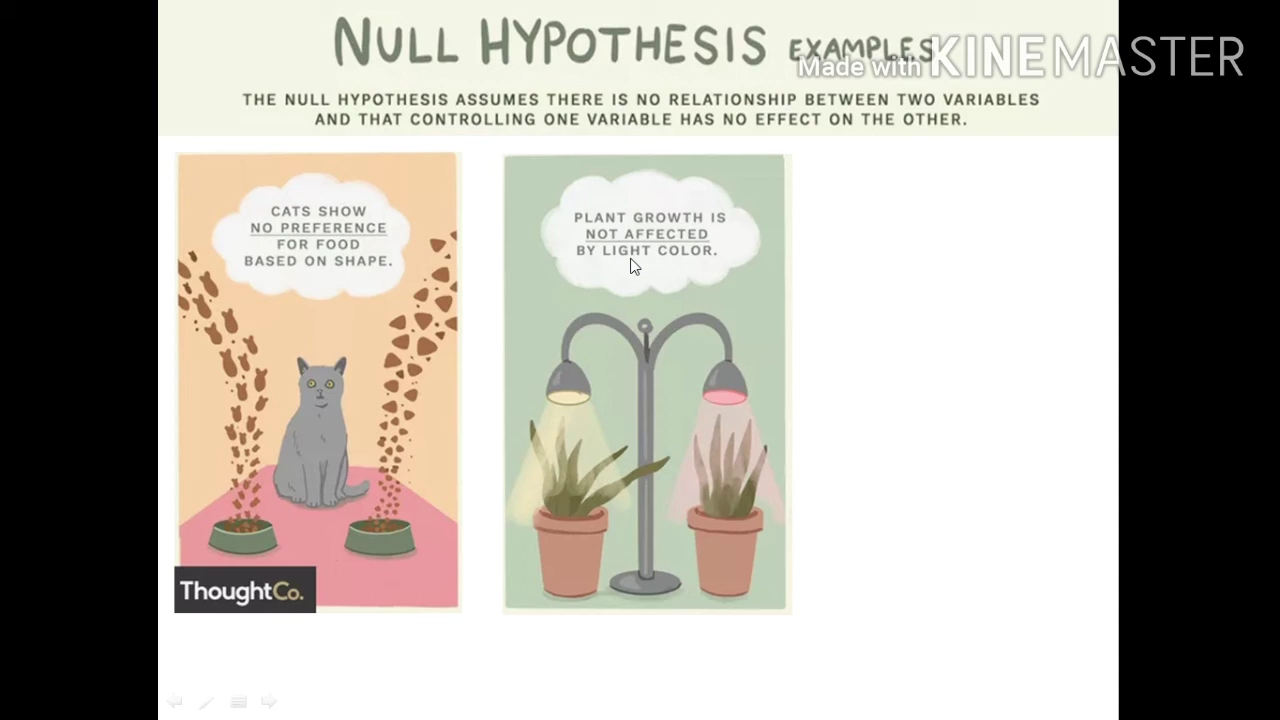 NULL HYPOTHESIS EXAMPLES
Made with KINEMASTER
THE NULL HYPOTHESIS ASSUMES THERE IS NO RELATIONSHIP BETWEEN TWO VARIABLES
AND THAT CONTROLLING ONE VARIABLE HAS NO EFFECT ON THE OTHER.
CATS SHOW
NO PREFERENCE
FOR FOOD
BASED ON SHAPE.
PLANT GROWTH IS
NOT AFFECTED
BY LIGHT COLOR.
ThoughtCo.